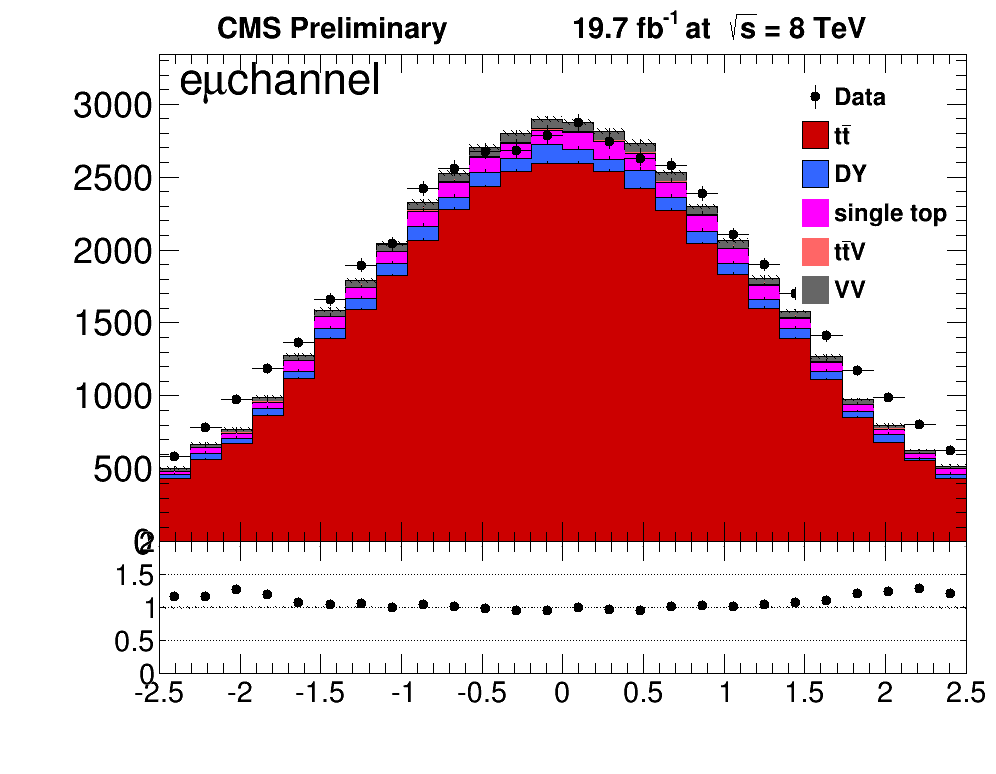 CMS Preliminary 19.7 fb⁻¹ at √s = 8 TeV
eμchannel
Data
tt̄
DY
single top
tt̄V
VV
3000
2500
2000
1500
1000
500
0
2
1.5
1
0.5
0
-2.5 -2 -1.5 -1 -0.5 0 0.5 1 1.5 2 2.5